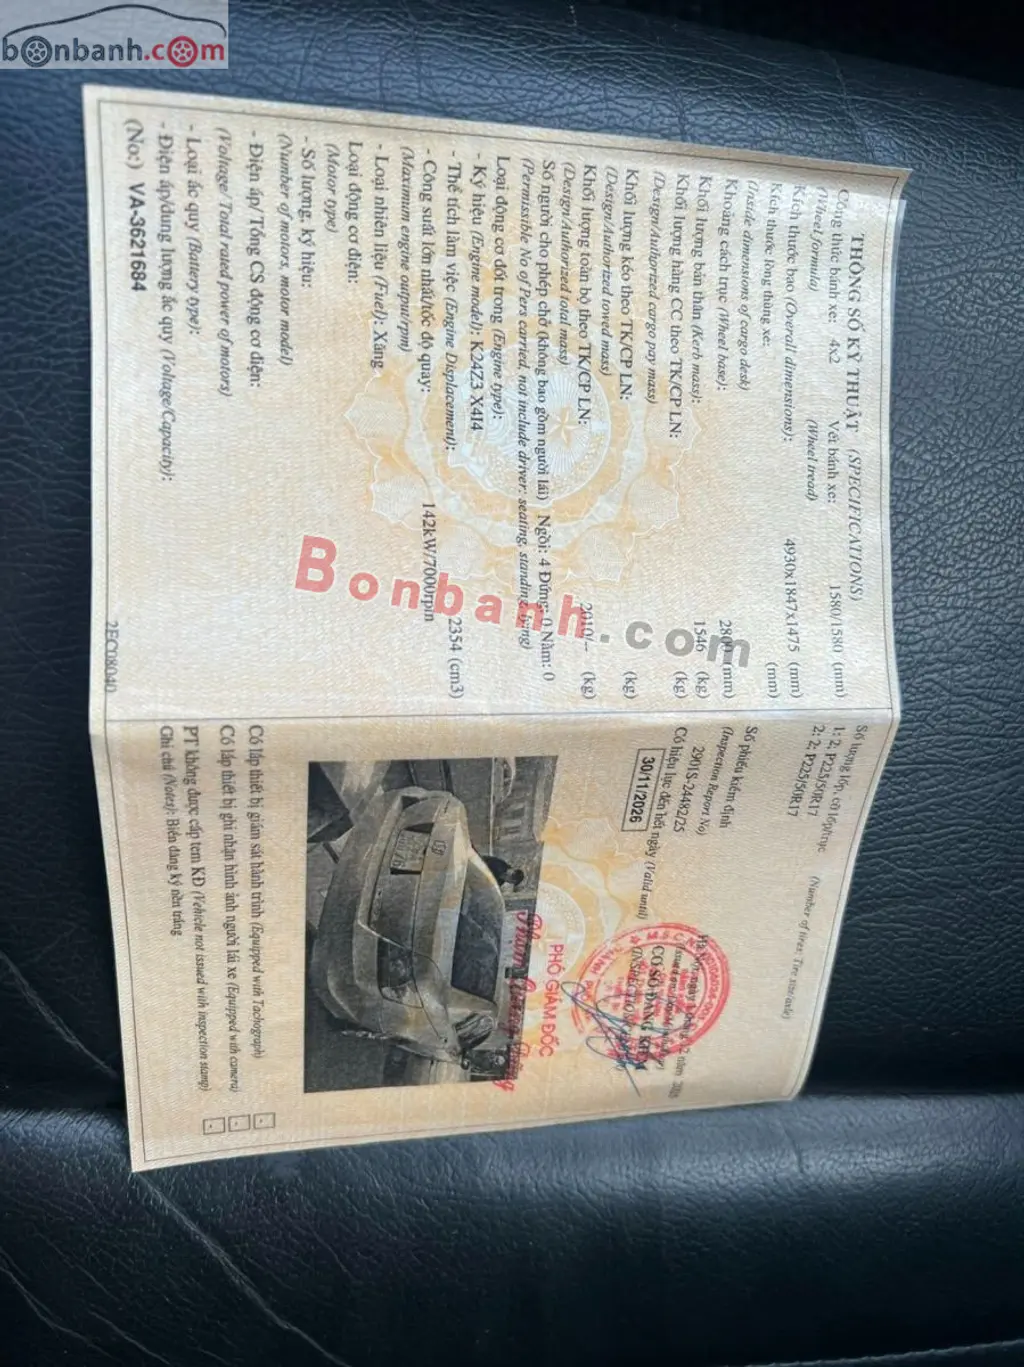 bonbanh.com
THÔNG SỐ KỸ THUẬT (SPECIFICATIONS)
Công thức bánh xe: 4x2 Vết bánh xe: 1580/1580 (mm)
(Wheel formula) (Wheel tread)
Kích thước bao (Overall dimensions): 4930x1847x1475 (mm)
Kích thước lòng thùng xe: (mm)
(Inside dimensions of cargo desk)
Khoảng cách trục (Wheel base): (mm)
Khối lượng bản thân (Kerb mass): 1546 (kg)
Khối lượng hàng CC theo TK/CP LN: (kg)
(Design/Authorized cargo pay mass)
Khối lượng kéo theo TK/CP LN: (kg)
(Design/Authorized towed mass)
Khối lượng toàn bộ theo TK/CP LN: 2010/-- (kg)
(Design/Authorized total mass)
Số người cho phép chở (không bao gồm người lái) Ngồi: 4 Đứng: 0 Nằm: 0
(Permissible No of Pers carried, not include driver: seating, standing, lying)
Loại động cơ đốt trong (Engine type):
- Ký hiệu (Engine model): K24Z3 X414
- Thể tích làm việc (Engine Displacement): 2354 (cm3)
- Công suất lớn nhất/tốc độ quay: 142kW/7000rpm
(Maximum engine output/rpm)
- Loại nhiên liệu (Fuel): Xăng
Loại động cơ điện:
(Motor type)
- Số lượng, ký hiệu:
(Number of motors, motor model)
- Điện áp/Tổng CS động cơ điện:
(Voltage/Total rated power of motors)
- Loại ắc quy (Battery type):
- Điện áp/dung lượng ắc quy (Voltage/Capacity):
(No:) VA-3621684
2EC08040
Số lượng lốp, cỡ lốp/trục (Number of tires; Tire size/axle)
1: 2; P225/50R17
2: 2; P225/50R17
Số phiếu kiểm định
(Inspection Report No)
2901S-24482/25
Có hiệu lực đến hết ngày (Valid until)
30/11/2026
CƠ SỞ ĐĂNG KIỂM
PHÓ GIÁM ĐỐC
Có lắp thiết bị giám sát hành trình (Equipped with Tachograph) -
Có lắp thiết bị ghi nhận hình ảnh người lái xe (Equipped with camera) -
PT không được cấp tem KĐ (Vehicle not issued with inspection stamp) -
Ghi chú (Notes): Biển đăng ký nền trắng
Bonbanh.com